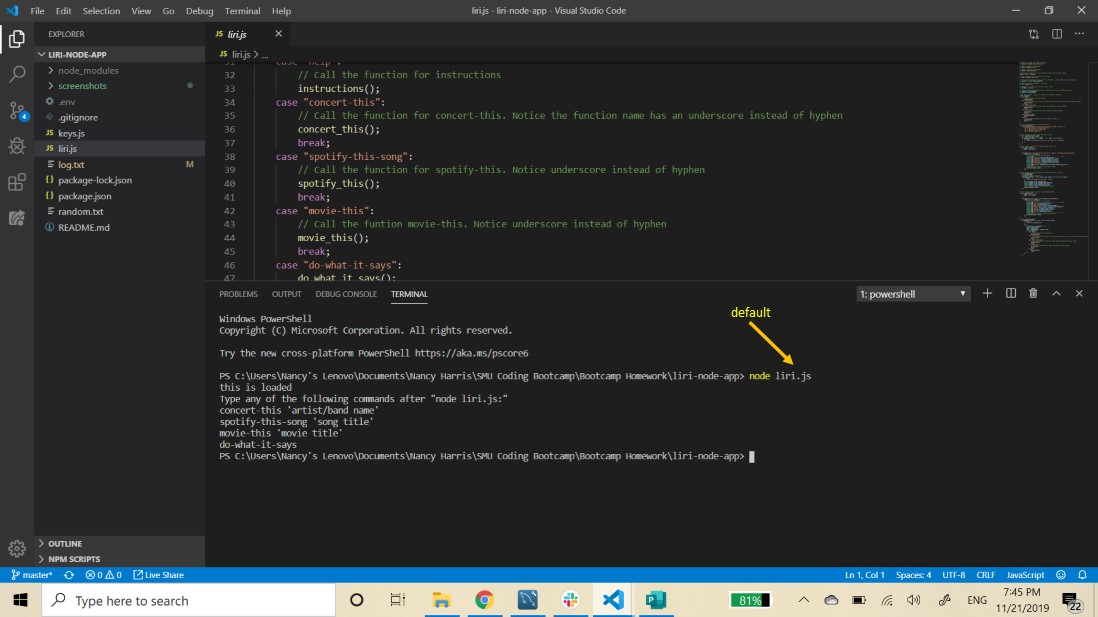 File Edit Selection View Go Debug Terminal Help
liri.js - liri-node-app - Visual Studio Code
EXPLORER
LIRI-NODE-APP
node_modules
screenshots
.env
.gitignore
JS keys.js
JS liri.js
log.txt M
{} package-lock.json
{} package.json
random.txt
README.md
OUTLINE
NPM SCRIPTS
4
JS liri.js
JS liri.js > ...
31 case "help":
32 // Call the function for instructions
33 instructions();
34 case "concert-this":
35 // Call the function for concert-this. Notice the function name has an underscore instead of hyphen
36 concert_this();
37 break;
38 case "spotify-this-song":
39 // Call the function for spotify-this. Notice underscore instead of hyphen
40 spotify_this();
41 break;
42 case "movie-this":
43 // Call the funtion movie-this. Notice underscore instead of hyphen
44 movie_this();
45 break;
46 case "do-what-it-says":
47 do_what_it_says();
PROBLEMS OUTPUT DEBUG CONSOLE TERMINAL
1: powershell
default
Windows PowerShell
Copyright (C) Microsoft Corporation. All rights reserved.
Try the new cross-platform PowerShell https://aka.ms/pscore6
PS C:\Users\Nancy's Lenovo\Documents\Nancy Harris\SMU Coding Bootcamp\Bootcamp Homework\liri-node-app> node liri.js
this is loaded
Type any of the following commands after "node liri.js:"
concert-this 'artist/band name'
spotify-this-song 'song title'
movie-this 'movie title'
do-what-it-says
PS C:\Users\Nancy's Lenovo\Documents\Nancy Harris\SMU Coding Bootcamp\Bootcamp Homework\liri-node-app>
master* 0 0 Live Share
Ln 1, Col 1 Spaces: 4 UTF-8 CRLF JavaScript
Type here to search
81%
ENG
7:45 PM
11/21/2019
22